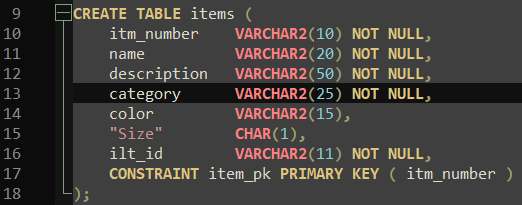 9 CREATE TABLE items (
10 itm_number VARCHAR2(10) NOT NULL,
11 name VARCHAR2(20) NOT NULL,
12 description VARCHAR2(50) NOT NULL,
13 category VARCHAR2(25) NOT NULL,
14 color VARCHAR2(15),
15 "Size" CHAR(1),
16 ilt_id VARCHAR2(11) NOT NULL,
17 CONSTRAINT item_pk PRIMARY KEY ( itm_number )
18 );